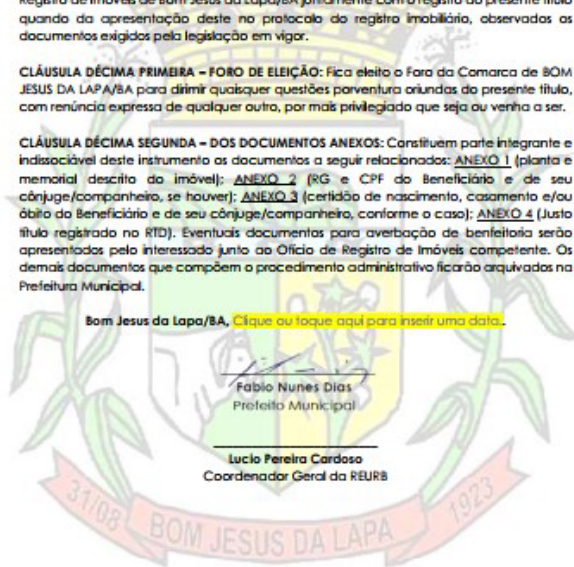 Registro de Imóveis de Bom Jesus da Lapa/BA juntamente com o registro do presente título
quando da apresentação deste no protocolo do registro imobiliário, observados os
documentos exigidos pela legislação em vigor.
CLÁUSULA DÉCIMA PRIMEIRA – FORO DE ELEIÇÃO: Fica eleito o Foro da Comarca de BOM
JESUS DA LAPA/BA para dirimir quaisquer questões porventura oriundas do presente título,
com renúncia expressa de qualquer outro, por mais privilegiado que seja ou venha a ser.
CLÁUSULA DÉCIMA SEGUNDA – DOS DOCUMENTOS ANEXOS: Constituem parte integrante e
indissociável deste instrumento os documentos a seguir relacionados: ANEXO 1 (planta e
memorial descrito do imóvel); ANEXO 2 (RG e CPF do Beneficiário e de seu
cônjuge/companheiro, se houver); ANEXO 3 (certidão de nascimento, casamento e/ou
óbito do Beneficiário e de seu cônjuge/companheiro, conforme o caso); ANEXO 4 (Justo
título registrado no RTD). Eventuais documentos para averbação de benfeitoria serão
apresentados pelo interessado junto ao Ofício de Registro de Imóveis competente. Os
demais documentos que compõem o procedimento administrativo ficarão arquivados na
Prefeitura Municipal.
Bom Jesus da Lapa/BA, Clique ou toque aqui para inserir uma data..
Fabio Nunes Dias
Prefeito Municipal
Lucio Pereira Cardoso
Coordenador Geral da REURB
31/08 BOM JESUS DA LAPA 1923